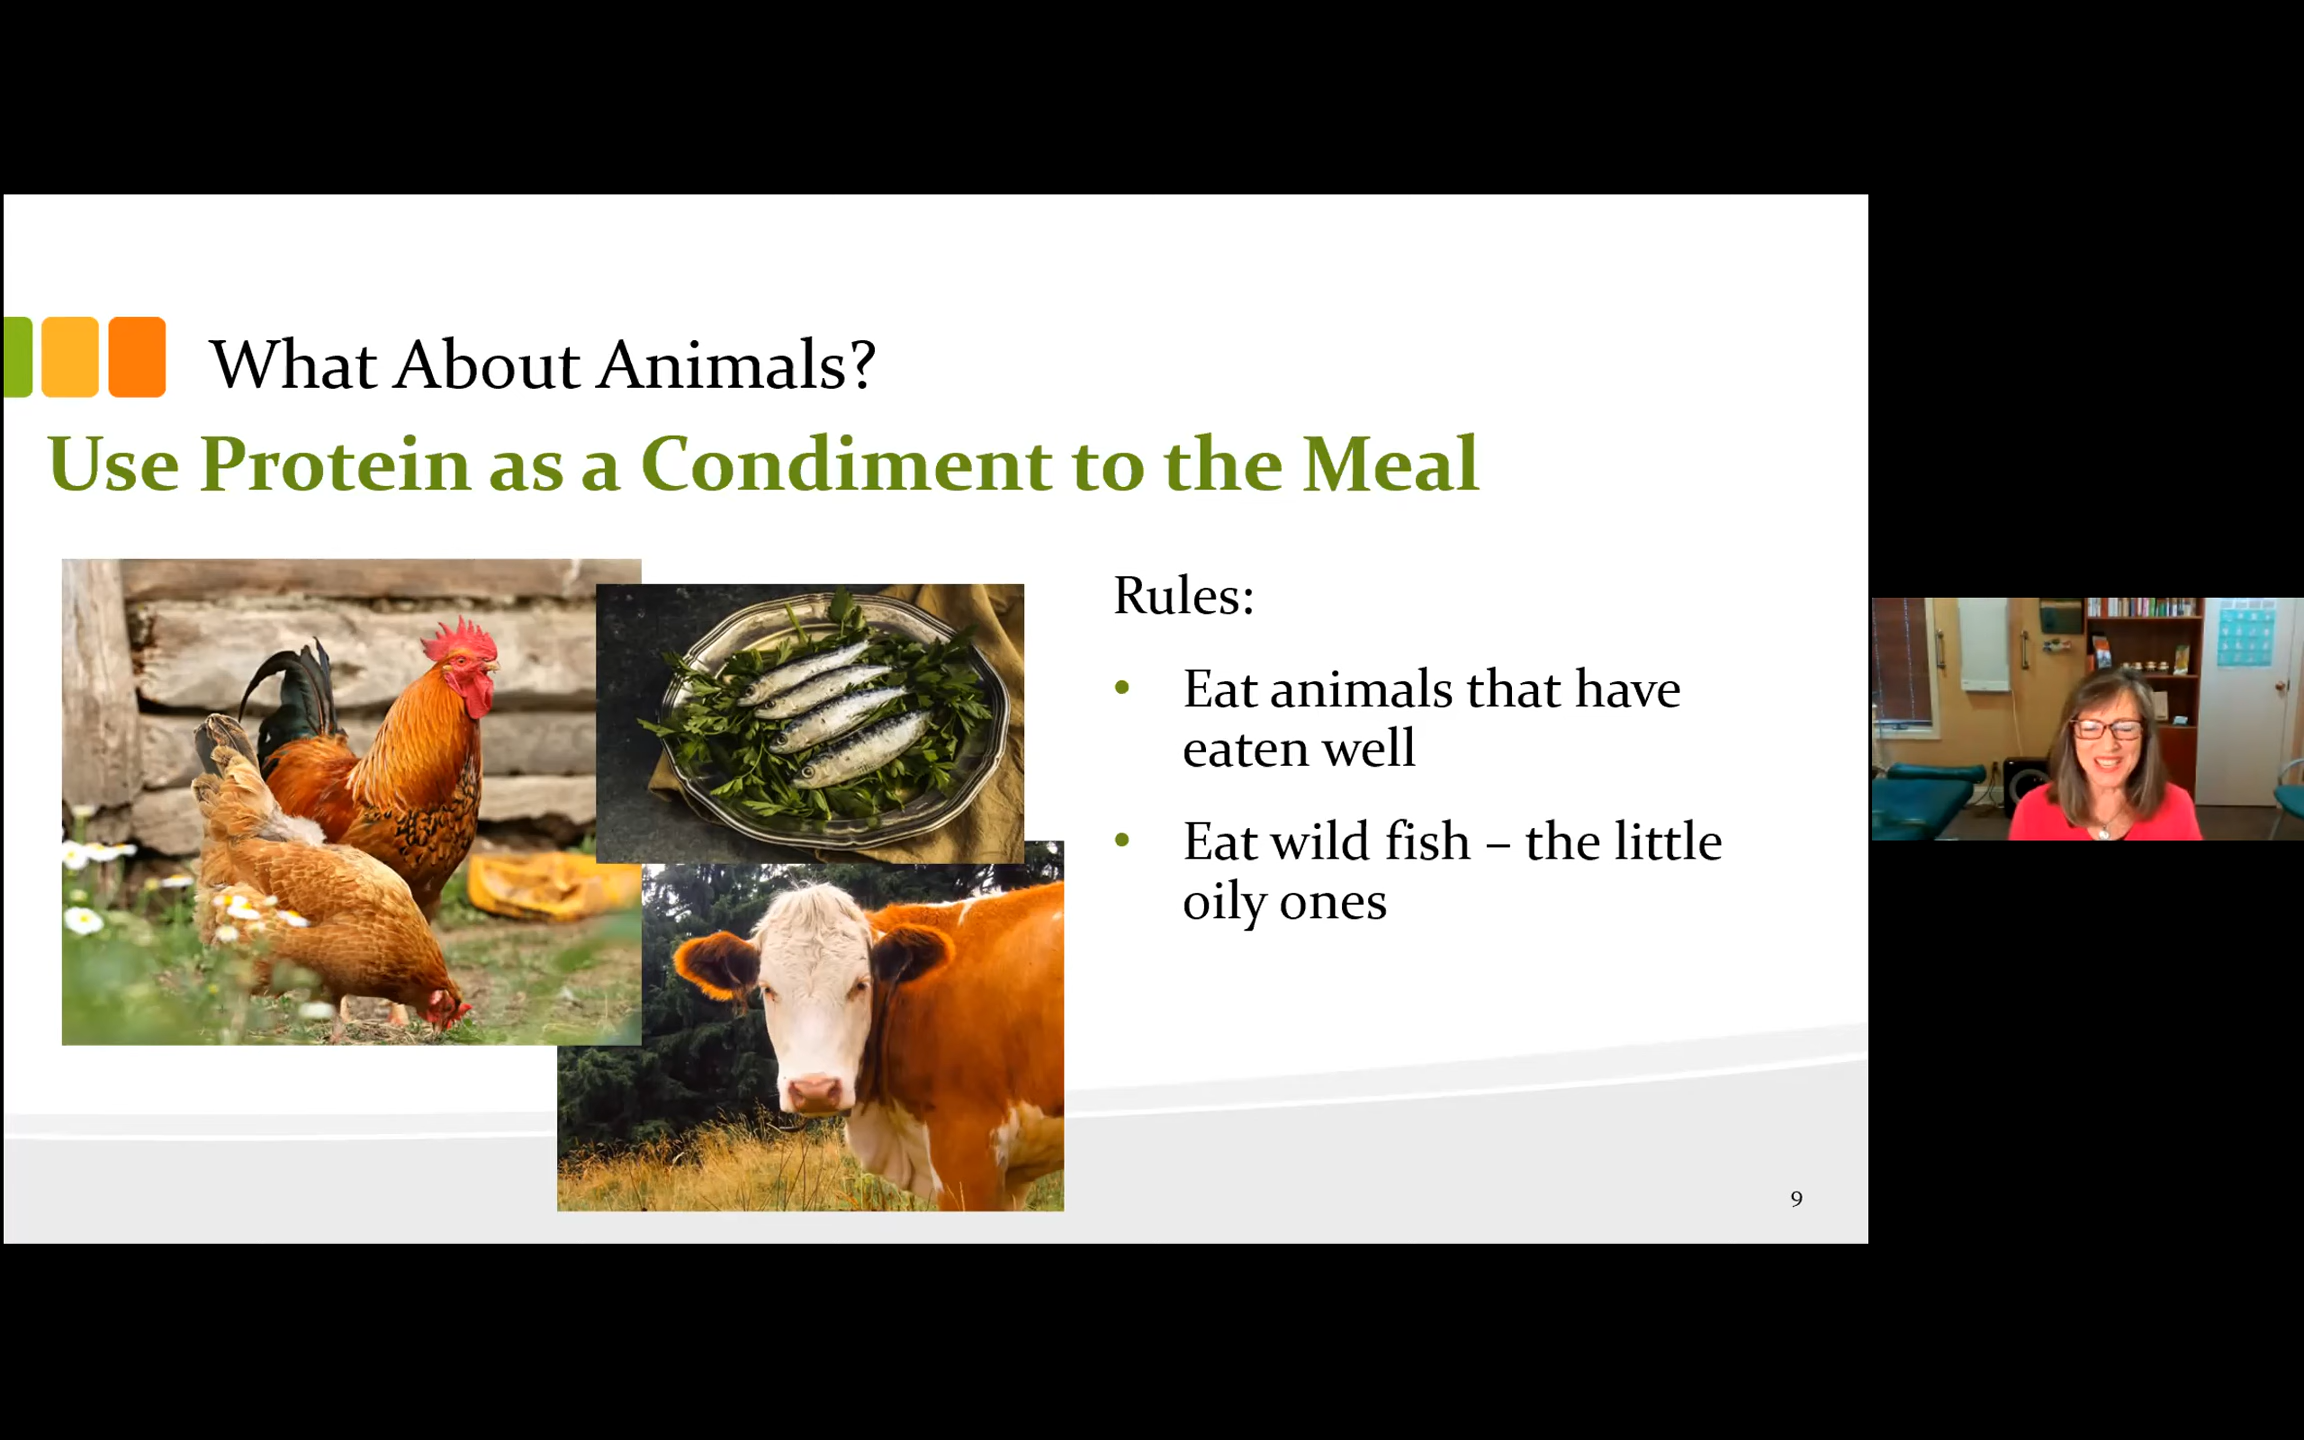 What About Animals?
Use Protein as a Condiment to the Meal
Rules:
• Eat animals that have
eaten well
• Eat wild fish – the little
oily ones
9